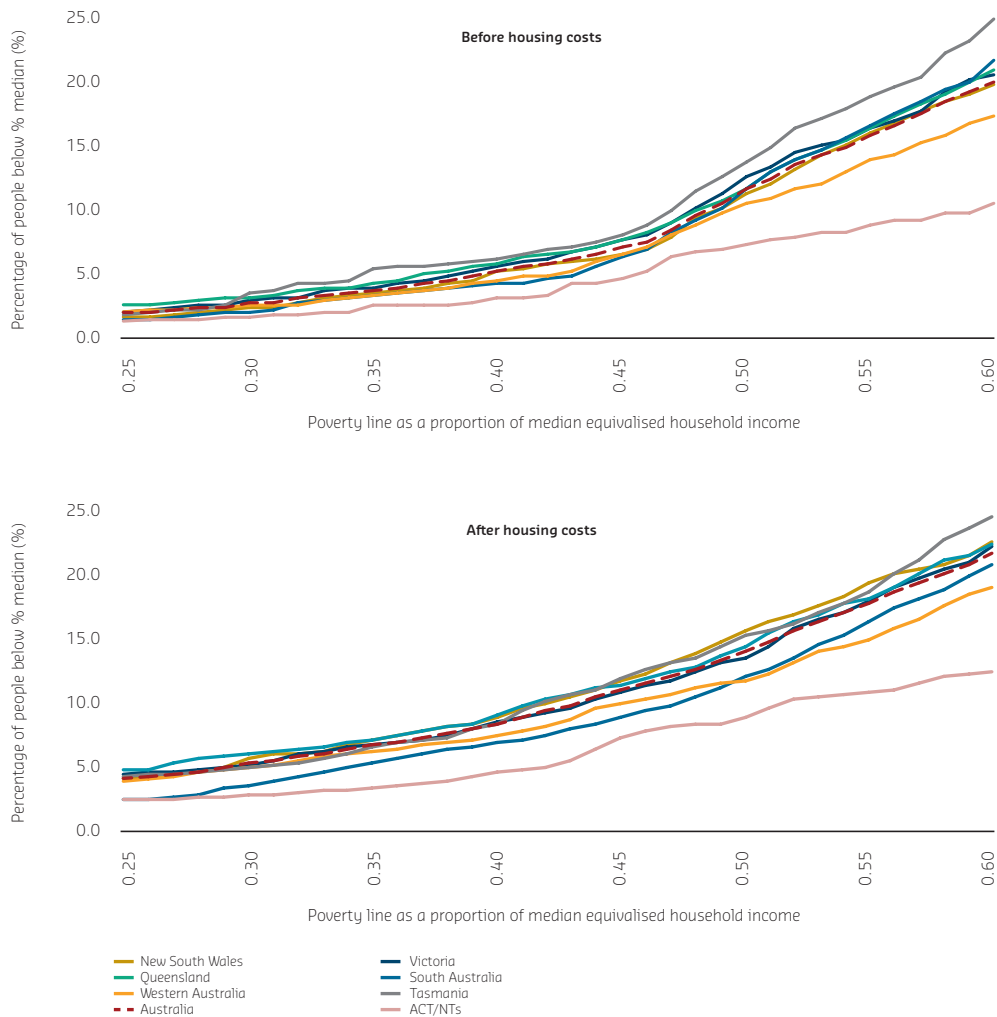 Before housing costs
Percentage of people below % median (%)
25.0
20.0
15.0
10.0
5.0
0.0
0.25 0.30 0.35 0.40 0.45 0.50 0.55 0.60
Poverty line as a proportion of median equivalised household income
After housing costs
Percentage of people below % median (%)
25.0
20.0
15.0
10.0
5.0
0.0
0.25 0.30 0.35 0.40 0.45 0.50 0.55 0.60
Poverty line as a proportion of median equivalised household income
New South Wales
Queensland
Western Australia
Australia
Victoria
South Australia
Tasmania
ACT/NTs